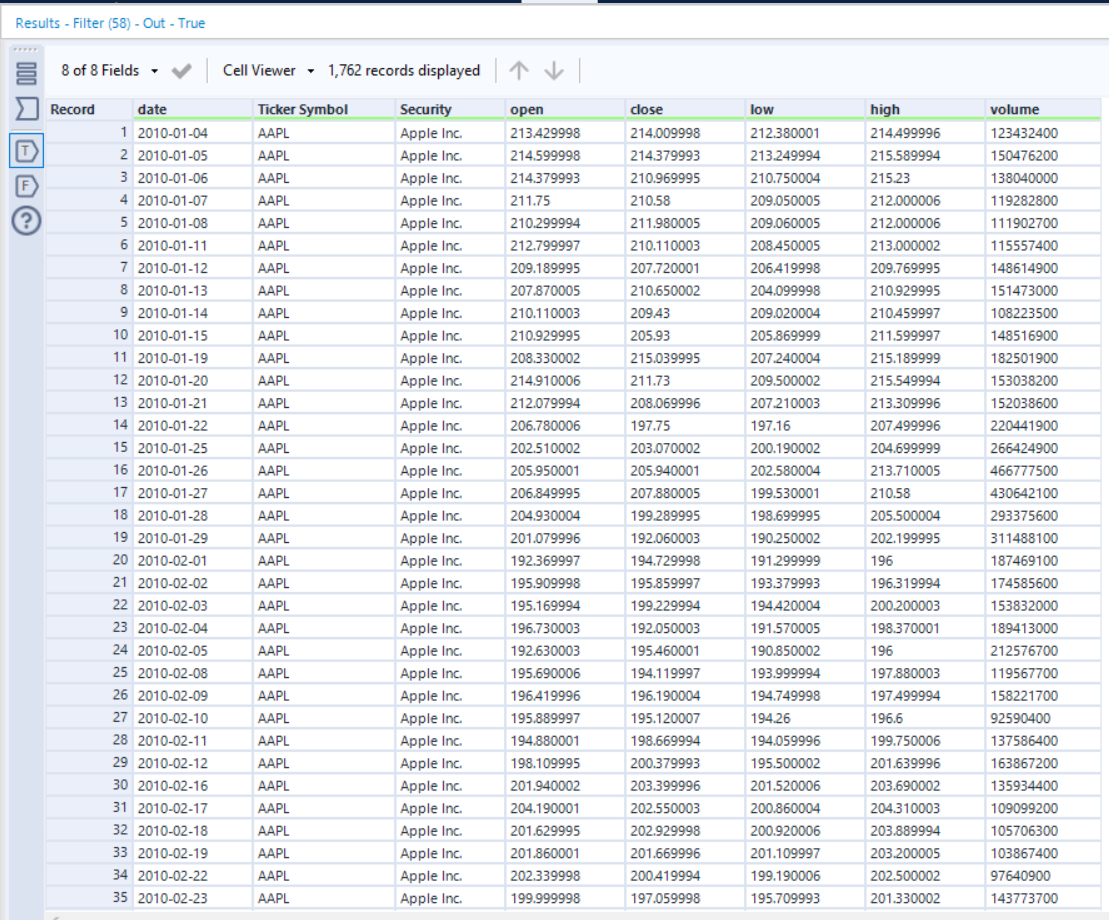 Results - Filter (58) - Out - True
8 of 8 Fields Cell Viewer 1,762 records displayed
Record date Ticker Symbol Security open close low high volume
1 2010-01-04 AAPL Apple Inc. 213.429998 214.009998 212.380001 214.499996 123432400
2 2010-01-05 AAPL Apple Inc. 214.599998 214.379993 213.249994 215.589994 150476200
T
3 2010-01-06 AAPL Apple Inc. 214.379993 210.969995 210.750004 215.23 138040000
F
4 2010-01-07 AAPL Apple Inc. 211.75 210.58 209.050005 212.000006 119282800
?
5 2010-01-08 AAPL Apple Inc. 210.299994 211.980005 209.060005 212.000006 111902700
6 2010-01-11 AAPL Apple Inc. 212.799997 210.110003 208.450005 213.000002 115557400
7 2010-01-12 AAPL Apple Inc. 209.189995 207.720001 206.419998 209.769995 148614900
8 2010-01-13 AAPL Apple Inc. 207.870005 210.650002 204.099998 210.929995 151473000
9 2010-01-14 AAPL Apple Inc. 210.110003 209.43 209.020004 210.459997 108223500
10 2010-01-15 AAPL Apple Inc. 210.929995 205.93 205.869999 211.599997 148516900
11 2010-01-19 AAPL Apple Inc. 208.330002 215.039995 207.240004 215.189999 182501900
12 2010-01-20 AAPL Apple Inc. 214.910006 211.73 209.500002 215.549994 153038200
13 2010-01-21 AAPL Apple Inc. 212.079994 208.069996 207.210003 213.309996 152038600
14 2010-01-22 AAPL Apple Inc. 206.780006 197.75 197.16 207.499996 220441900
15 2010-01-25 AAPL Apple Inc. 202.510002 203.070002 200.190002 204.699999 266424900
16 2010-01-26 AAPL Apple Inc. 205.950001 205.940001 202.580004 213.710005 466777500
17 2010-01-27 AAPL Apple Inc. 206.849995 207.880005 199.530001 210.58 430642100
18 2010-01-28 AAPL Apple Inc. 204.930004 199.289995 198.699995 205.500004 293375600
19 2010-01-29 AAPL Apple Inc. 201.079996 192.060003 190.250002 202.199995 311488100
20 2010-02-01 AAPL Apple Inc. 192.369997 194.729998 191.299999 196 187469100
21 2010-02-02 AAPL Apple Inc. 195.909998 195.859997 193.379993 196.319994 174585600
22 2010-02-03 AAPL Apple Inc. 195.169994 199.229994 194.420004 200.200003 153832000
23 2010-02-04 AAPL Apple Inc. 196.730003 192.050003 191.570005 198.370001 189413000
24 2010-02-05 AAPL Apple Inc. 192.630003 195.460001 190.850002 196 212576700
25 2010-02-08 AAPL Apple Inc. 195.690006 194.119997 193.999994 197.880003 119567700
26 2010-02-09 AAPL Apple Inc. 196.419996 196.190004 194.749998 197.499994 158221700
27 2010-02-10 AAPL Apple Inc. 195.889997 195.120007 194.26 196.6 92590400
28 2010-02-11 AAPL Apple Inc. 194.880001 198.669994 194.059996 199.750006 137586400
29 2010-02-12 AAPL Apple Inc. 198.109995 200.379993 195.500002 201.639996 163867200
30 2010-02-16 AAPL Apple Inc. 201.940002 203.399996 201.520006 203.690002 135934400
31 2010-02-17 AAPL Apple Inc. 204.190001 202.550003 200.860004 204.310003 109099200
32 2010-02-18 AAPL Apple Inc. 201.629995 202.929998 200.920006 203.889994 105706300
33 2010-02-19 AAPL Apple Inc. 201.860001 201.669996 201.109997 203.200005 103867400
34 2010-02-22 AAPL Apple Inc. 202.339998 200.419994 199.190006 202.500002 97640900
35 2010-02-23 AAPL Apple Inc. 199.999998 197.059998 195.709993 201.330002 143773700